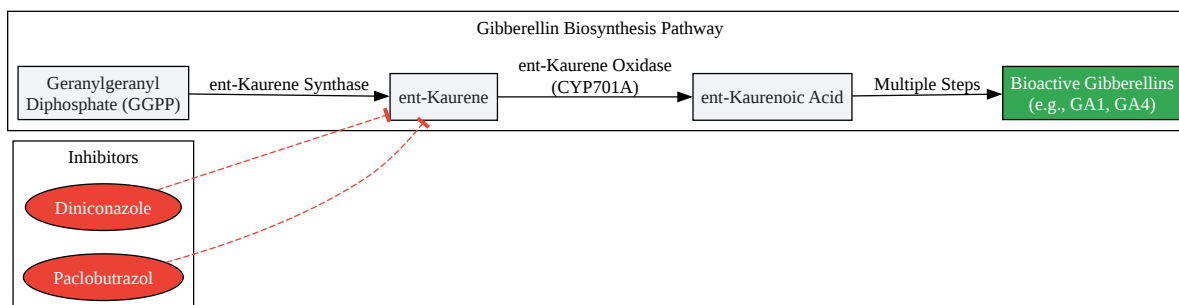 Gibberellin Biosynthesis Pathway
Geranylgeranyl
Diphosphate (GGPP)
ent-Kaurene Synthase
ent-Kaurene
ent-Kaurene Oxidase
(CYP701A)
ent-Kaurenoic Acid
Multiple Steps
Bioactive Gibberellins
(e.g., GA1, GA4)
Inhibitors
Diniconazole
Paclobutrazol